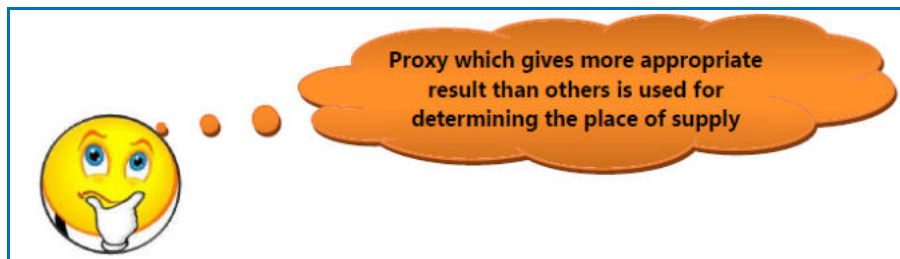 Proxy which gives more appropriate
result than others is used for
determining the place of supply